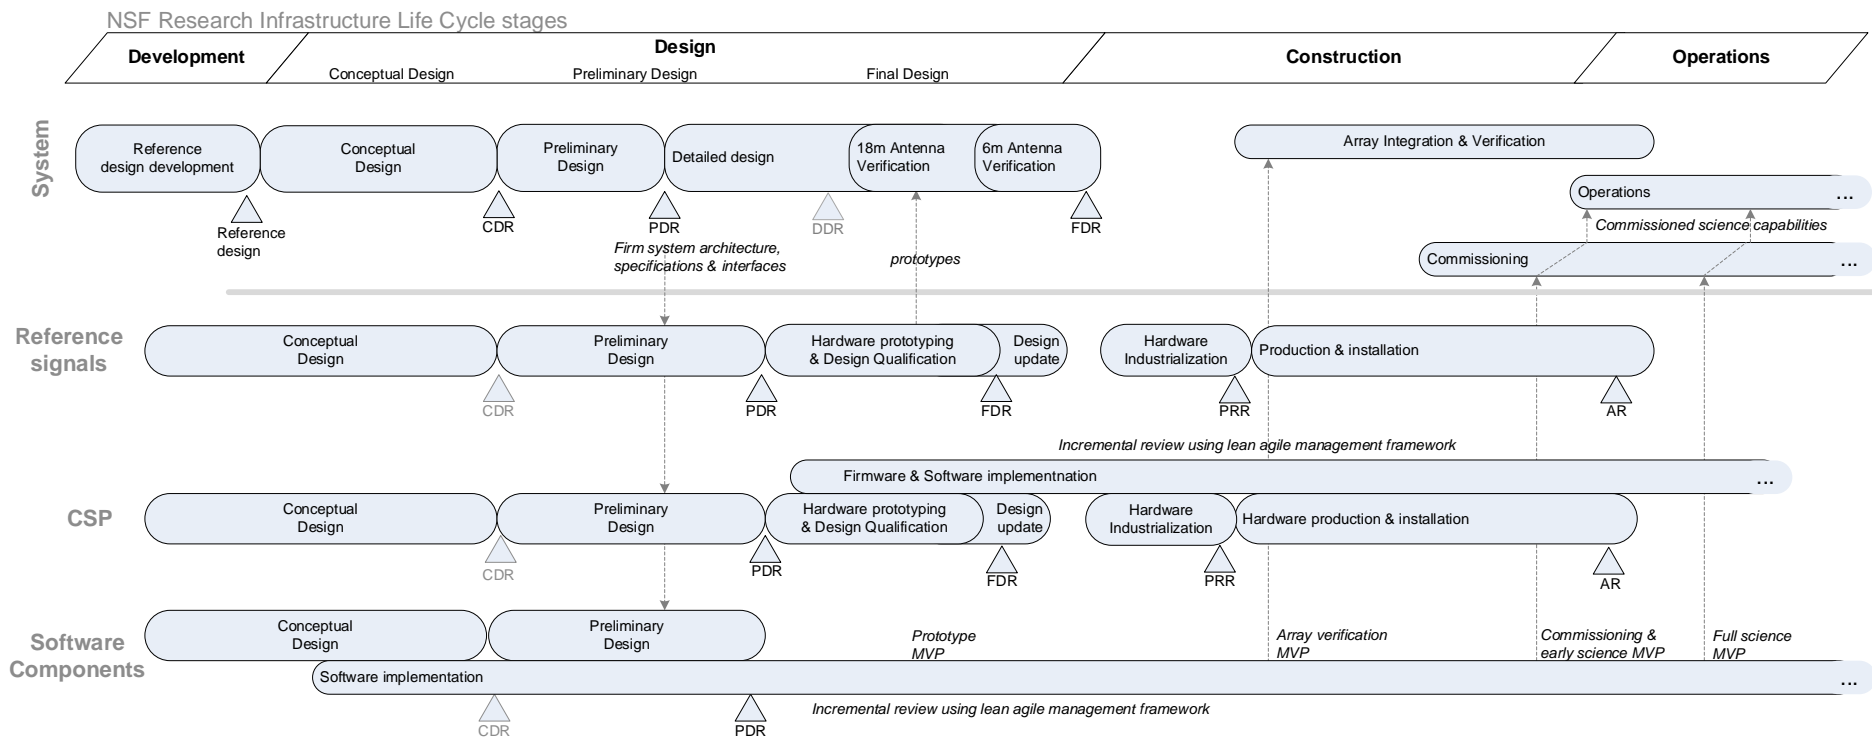 NSF Research Infrastructure Life Cycle stages
Development
Design
Construction
Operations
Conceptual Design
Preliminary Design
Final Design
System
Reference
design development
Conceptual
Design
Preliminary
Design
Detailed design
18m Antenna
Verification
6m Antenna
Verification
Array Integration & Verification
Operations
...
Reference
design
CDR
PDR
DDR
FDR
Firm system architecture,
specifications & interfaces
prototypes
Commissioned science capabilities
Commissioning
...
Reference
signals
Conceptual
Design
Preliminary
Design
Hardware prototyping
& Design Qualification
Design
update
Hardware
Industrialization
Production & installation
CDR
PDR
FDR
PRR
AR
Incremental review using lean agile management framework
Firmware & Software implementnation
...
CSP
Conceptual
Design
Preliminary
Design
Hardware prototyping
& Design Qualification
Design
update
Hardware
Industrialization
Hardware production & installation
CDR
PDR
FDR
PRR
AR
Software
Components
Conceptual
Design
Preliminary
Design
Prototype
MVP
Array verification
MVP
Commissioning &
early science MVP
Full science
MVP
Software implementation
...
CDR
PDR
Incremental review using lean agile management framework